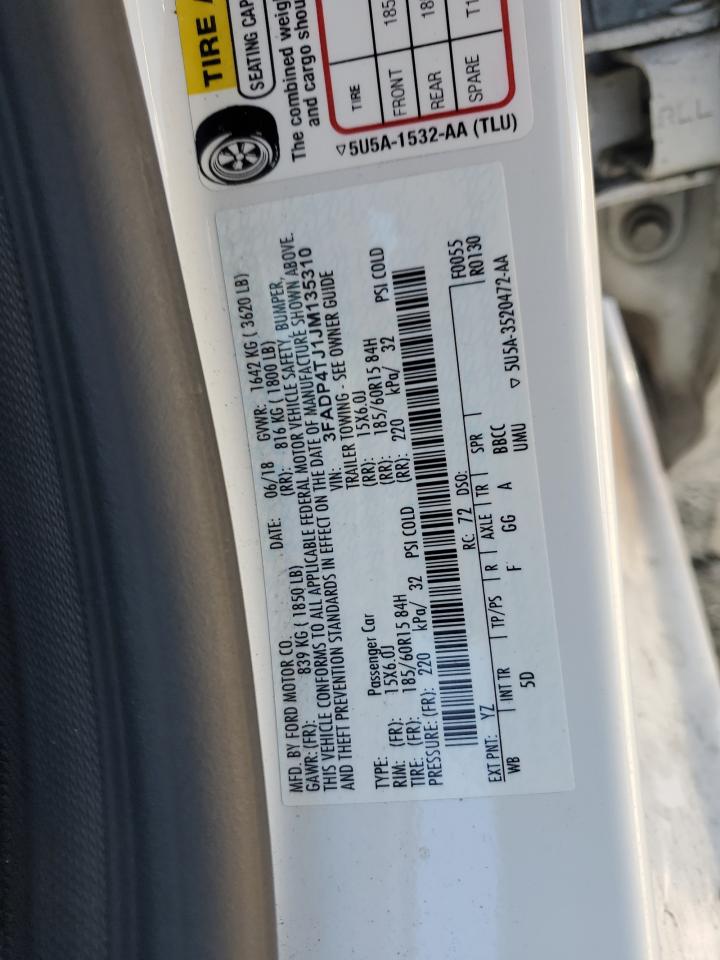 TIRE
SEATING CAP
The combined weigh
and cargo shou
TIRE
FRONT 185
REAR 18
SPARE T1
▽5U5A-1532-AA (TLU)
MFD. BY FORD MOTOR CO. DATE: 06/18 GVWR: 1642 KG ( 3620 LB)
GAWR: (FR): 839 KG ( 1850 LB) (RR): 816 KG ( 1800 LB)
THIS VEHICLE CONFORMS TO ALL APPLICABLE FEDERAL MOTOR VEHICLE SAFETY, BUMPER,
AND THEFT PREVENTION STANDARDS IN EFFECT ON THE DATE OF MANUFACTURE SHOWN ABOVE.
VIN: 3FADP4TJ1JM135310
TYPE: Passenger Car TRAILER TOWING - SEE OWNER GUIDE
RIM: (FR): 15X6.0J (RR): 15X6.0J
TIRE: (FR): 185/60R15 84H (RR): 185/60R15 84H
PRESSURE: (FR): 220 kPa/ 32 PSI COLD (RR): 220 kPa/ 32 PSI COLD
RC: 72 DSO: F0055
R0130
EXT PNT: YZ
WB INT TR TP/PS R AXLE TR SPR
5D F GG A BBCC
UMU
▽5U5A-3520472-AA